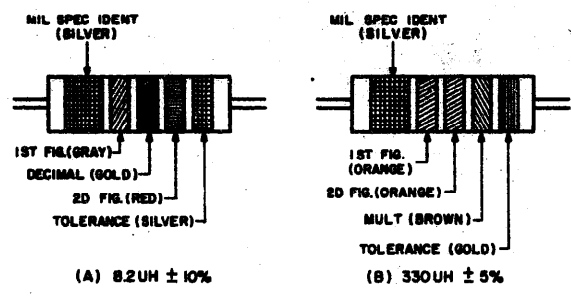 MIL SPEC IDENT
(SILVER)
1ST FIG.(GRAY)
DECIMAL (GOLD)
2D FIG.(RED)
TOLERANCE (SILVER)
(A) 8.2UH ± 10%
MIL SPEC IDENT
(SILVER)
1ST FIG.
(ORANGE)
2D FIG.(ORANGE)
MULT (BROWN)
TOLERANCE (GOLD)
(B) 330UH ± 5%